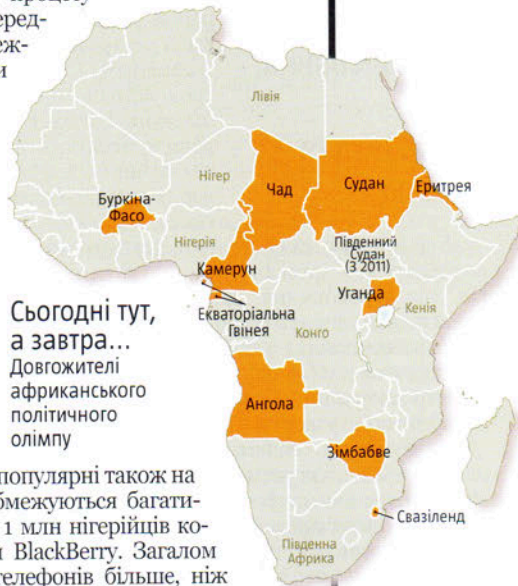 процесу
еред-
еж-
и
Лівія
Нігер
Чад
Судан
Еритрея
Буркіна-
Фасо
Нігерія
Південний
Судан
(З 2011)
Камерун
Уганда
Кенія
Екваторіальна
Гвінея
Конго
Сьогодні тут,
а завтра...
Довгожителі
африканського
політичного
олімпу
Ангола
Зімбабве
Свазіленд
Південна
Африка
популярні також на
бмежуються багати-
1 млн нігерійців ко-
и BlackBerry. Загалом
телефонів більше, ніж